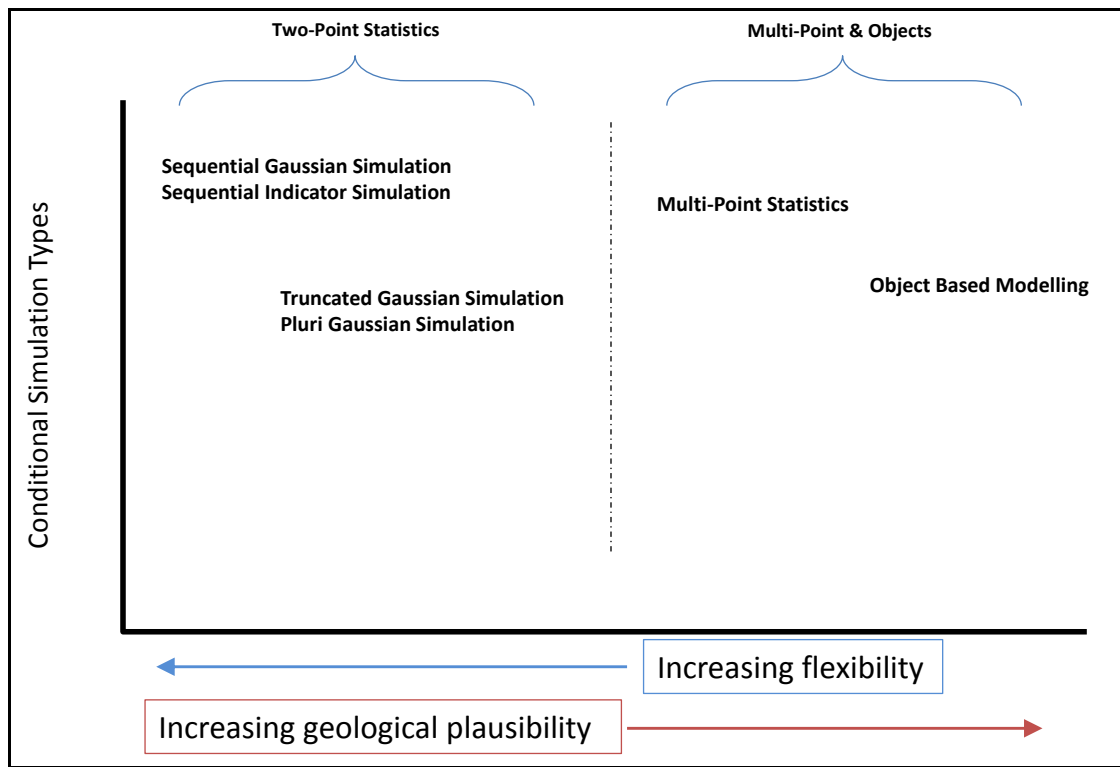 Two-Point Statistics
Multi-Point & Objects
Sequential Gaussian Simulation
Sequential Indicator Simulation
Multi-Point Statistics
Truncated Gaussian Simulation
Pluri Gaussian Simulation
Object Based Modelling
Conditional Simulation Types
Increasing flexibility
Increasing geological plausibility